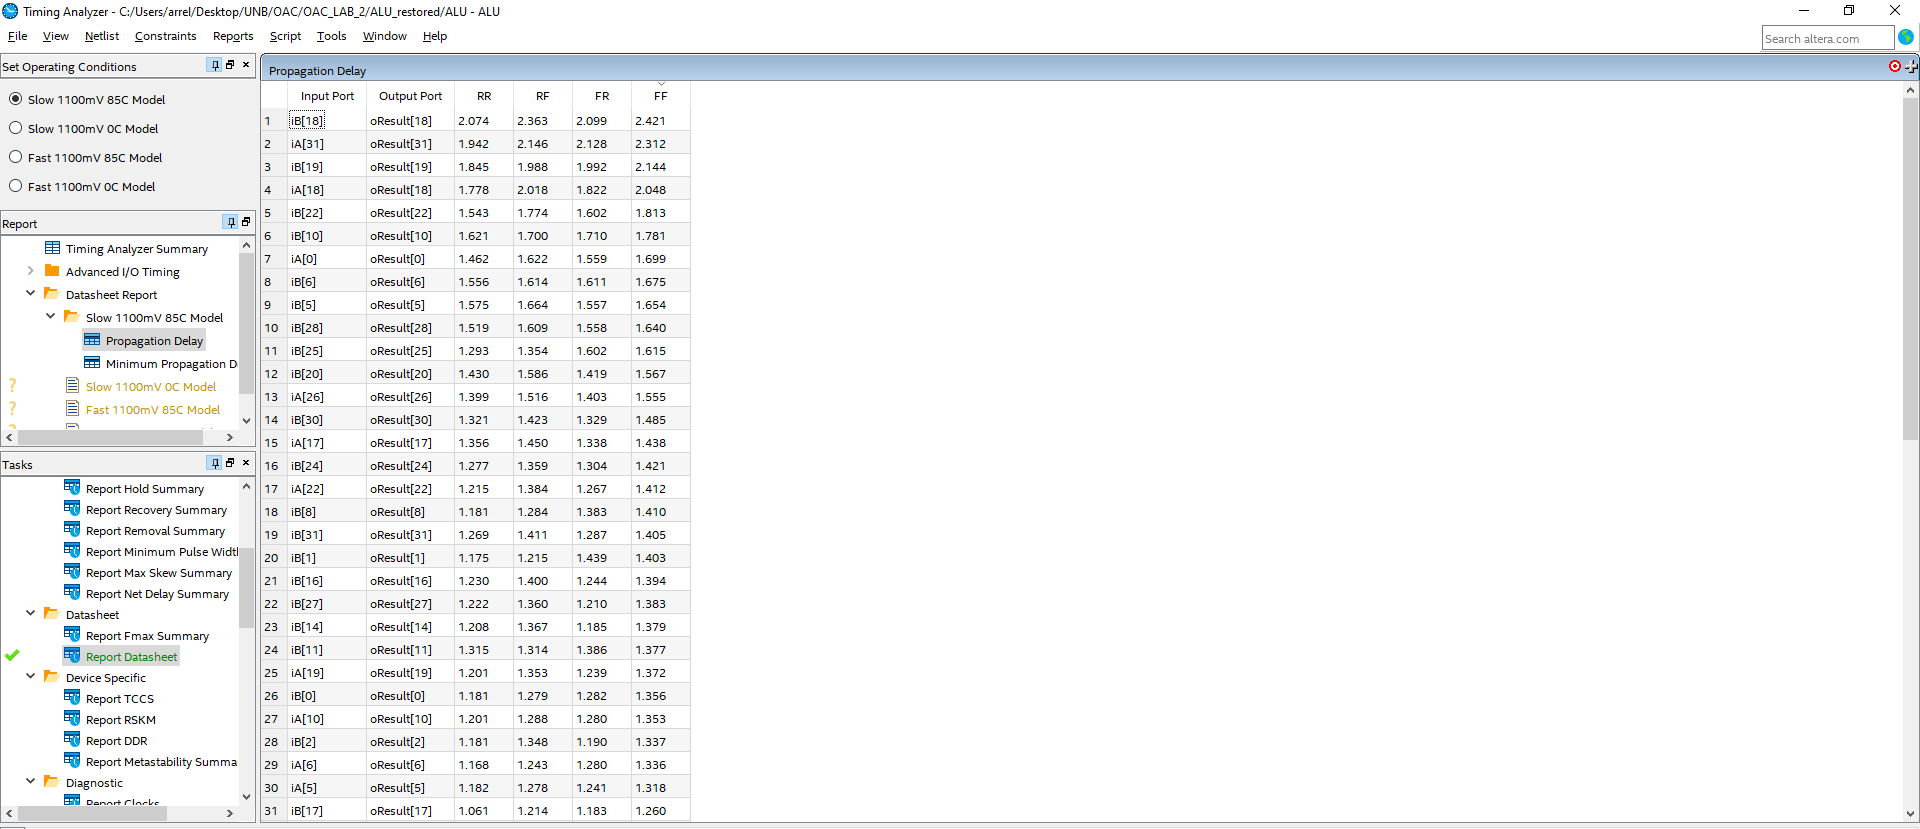 Timing Analyzer - C:/Users/arrel/Desktop/UNB/OAC/OAC_LAB_2/ALU_restored/ALU - ALU
File View Netlist Constraints Reports Script Tools Window Help
Search altera.com
Set Operating Conditions
Slow 1100mV 85C Model
Slow 1100mV 0C Model
Fast 1100mV 85C Model
Fast 1100mV 0C Model
Report
Timing Analyzer Summary
Advanced I/O Timing
Datasheet Report
Slow 1100mV 85C Model
Propagation Delay
Minimum Propagation D
Slow 1100mV 0C Model
Fast 1100mV 85C Model
Tasks
Report Hold Summary
Report Recovery Summary
Report Removal Summary
Report Minimum Pulse Widt
Report Max Skew Summary
Report Net Delay Summary
Datasheet
Report Fmax Summary
Report Datasheet
Device Specific
Report TCCS
Report RSKM
Report DDR
Report Metastability Summa
Diagnostic
Report Clocks
Propagation Delay
Input Port Output Port RR RF FR FF
1 iB[18] oResult[18] 2.074 2.363 2.099 2.421
2 iA[31] oResult[31] 1.942 2.146 2.128 2.312
3 iB[19] oResult[19] 1.845 1.988 1.992 2.144
4 iA[18] oResult[18] 1.778 2.018 1.822 2.048
5 iB[22] oResult[22] 1.543 1.774 1.602 1.813
6 iB[10] oResult[10] 1.621 1.700 1.710 1.781
7 iA[0] oResult[0] 1.462 1.622 1.559 1.699
8 iB[6] oResult[6] 1.556 1.614 1.611 1.675
9 iB[5] oResult[5] 1.575 1.664 1.557 1.654
10 iB[28] oResult[28] 1.519 1.609 1.558 1.640
11 iB[25] oResult[25] 1.293 1.354 1.602 1.615
12 iB[20] oResult[20] 1.430 1.586 1.419 1.567
13 iA[26] oResult[26] 1.399 1.516 1.403 1.555
14 iB[30] oResult[30] 1.321 1.423 1.329 1.485
15 iA[17] oResult[17] 1.356 1.450 1.338 1.438
16 iB[24] oResult[24] 1.277 1.359 1.304 1.421
17 iA[22] oResult[22] 1.215 1.384 1.267 1.412
18 iB[8] oResult[8] 1.181 1.284 1.383 1.410
19 iB[31] oResult[31] 1.269 1.411 1.287 1.405
20 iB[1] oResult[1] 1.175 1.215 1.439 1.403
21 iB[16] oResult[16] 1.230 1.400 1.244 1.394
22 iB[27] oResult[27] 1.222 1.360 1.210 1.383
23 iB[14] oResult[14] 1.208 1.367 1.185 1.379
24 iB[11] oResult[11] 1.315 1.314 1.386 1.377
25 iA[19] oResult[19] 1.201 1.353 1.239 1.372
26 iB[0] oResult[0] 1.181 1.279 1.282 1.356
27 iA[10] oResult[10] 1.201 1.288 1.280 1.353
28 iB[2] oResult[2] 1.181 1.348 1.190 1.337
29 iA[6] oResult[6] 1.168 1.243 1.280 1.336
30 iA[5] oResult[5] 1.182 1.278 1.241 1.318
31 iB[17] oResult[17] 1.061 1.214 1.183 1.260